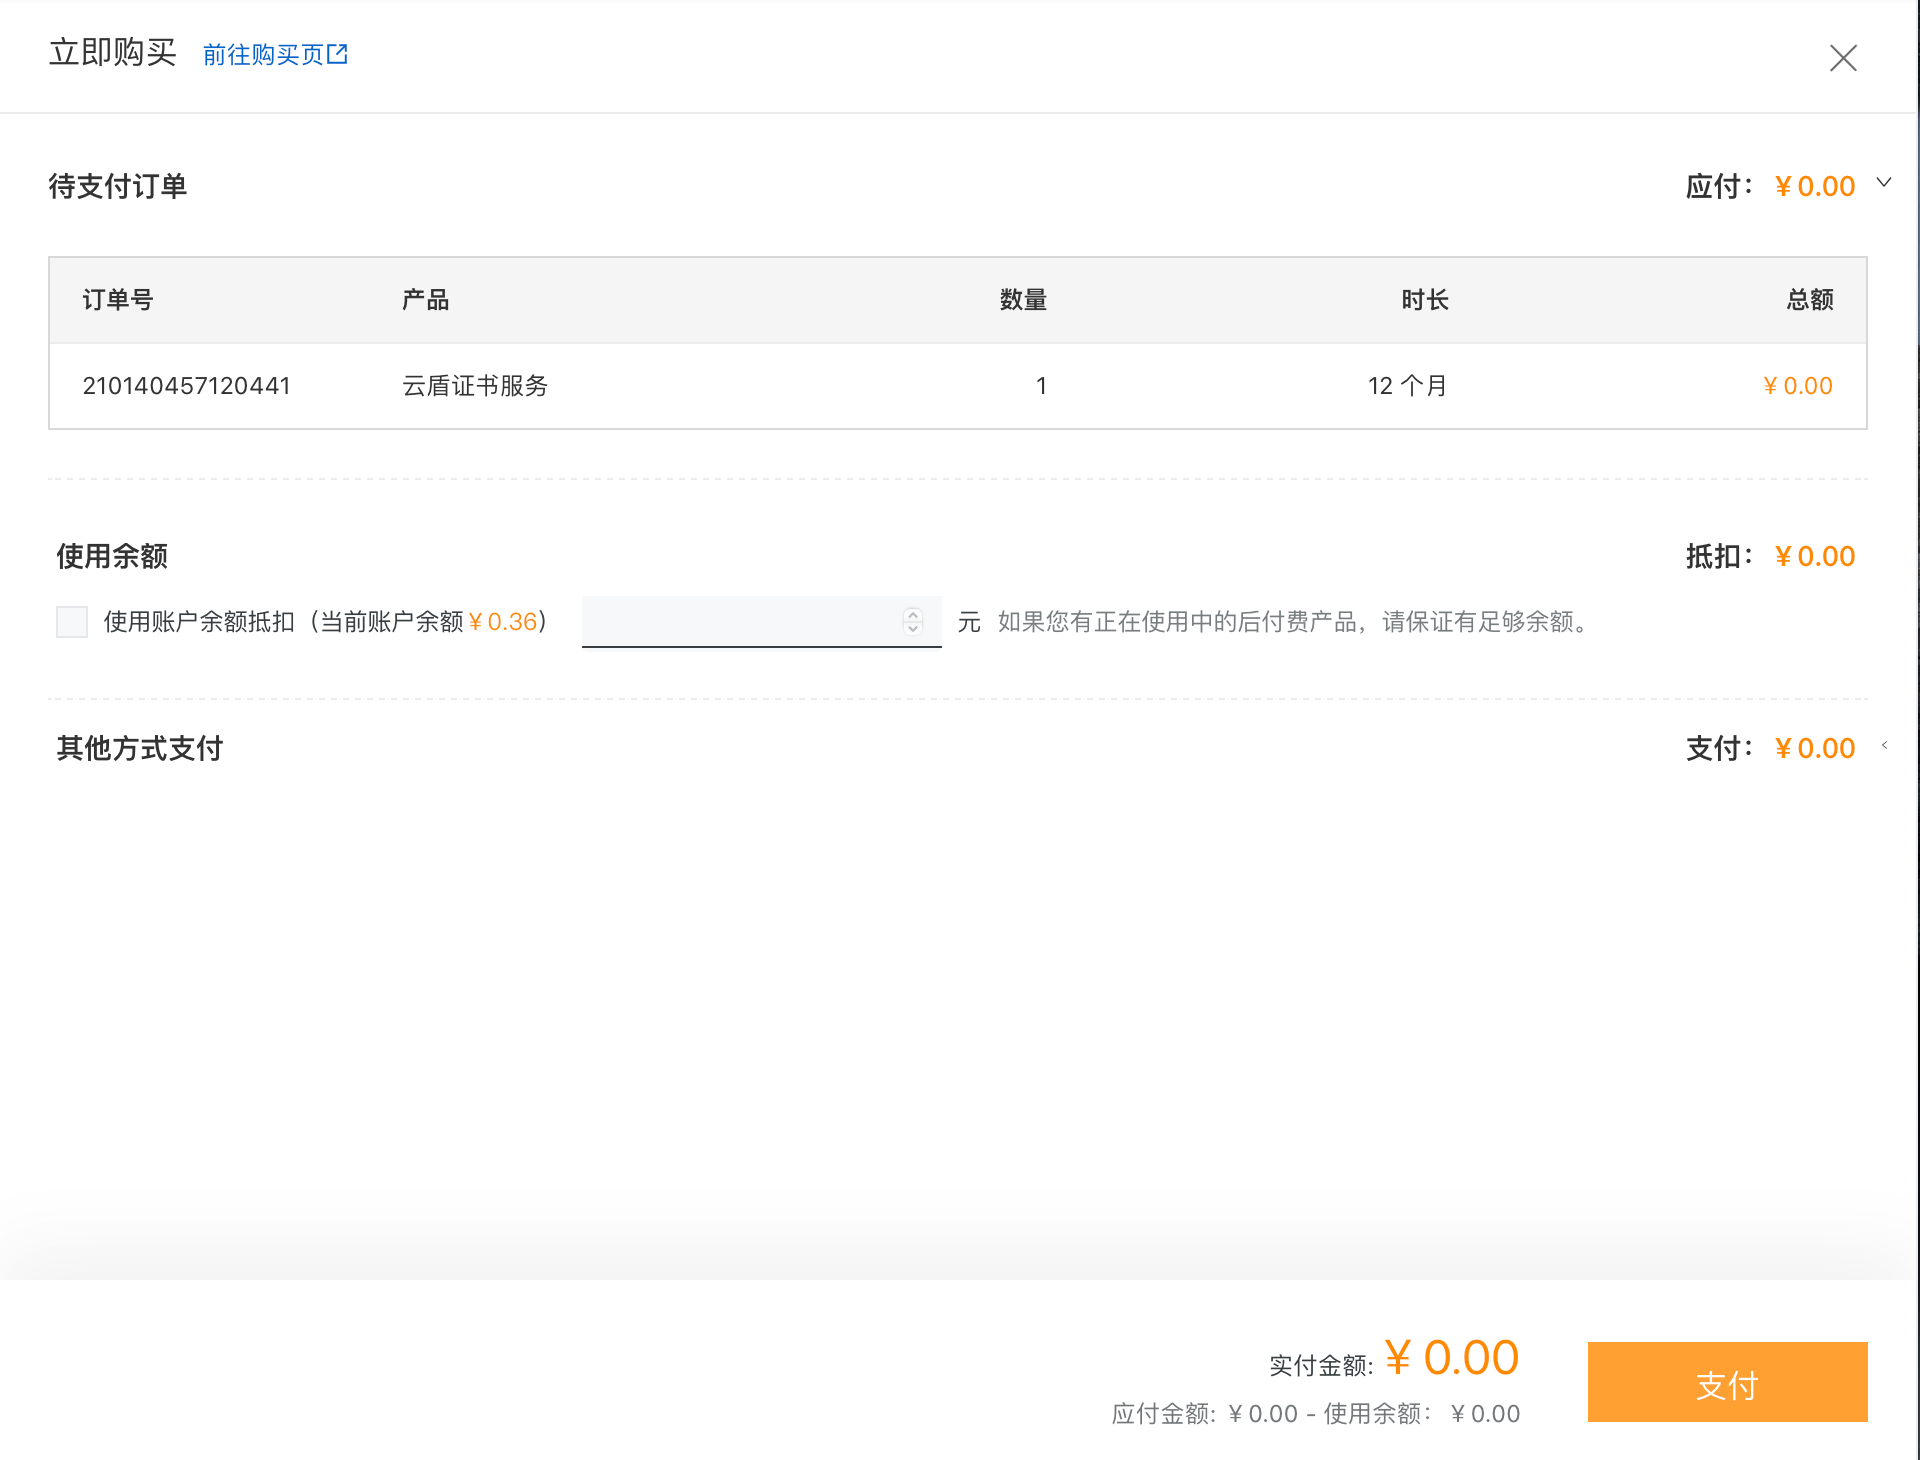 立即购买 前往购买页
待支付订单 应付： ¥ 0.00
订单号 产品 数量 时长 总额
210140457120441 云盾证书服务 1 12 个月 ¥ 0.00
使用余额 抵扣： ¥ 0.00
使用账户余额抵扣（当前账户余额 ¥ 0.36） 元 如果您有正在使用中的后付费产品，请保证有足够余额。
其他方式支付 支付： ¥ 0.00
实付金额: ¥ 0.00
应付金额: ¥ 0.00 - 使用余额： ¥ 0.00
支付